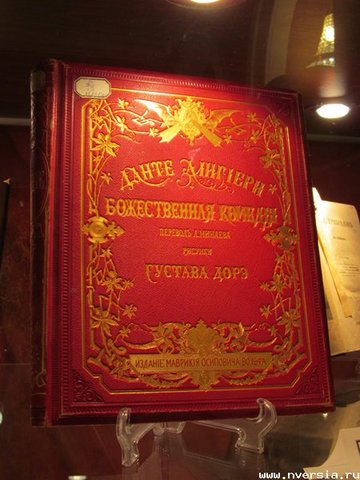 ДАНТЕ АЛИГІЕРИ
БОЖЕСТВЕННАЯ КОМЕДІЯ
ПЕРЕВОДЪ Д. МИНАЕВА
РИСУНКИ
ГУСТАВА ДОРЭ
ИЗДАНІЕ МАВРИКІЯ ОСИПОВИЧА ВОЛЬФА
www.nversia.ru